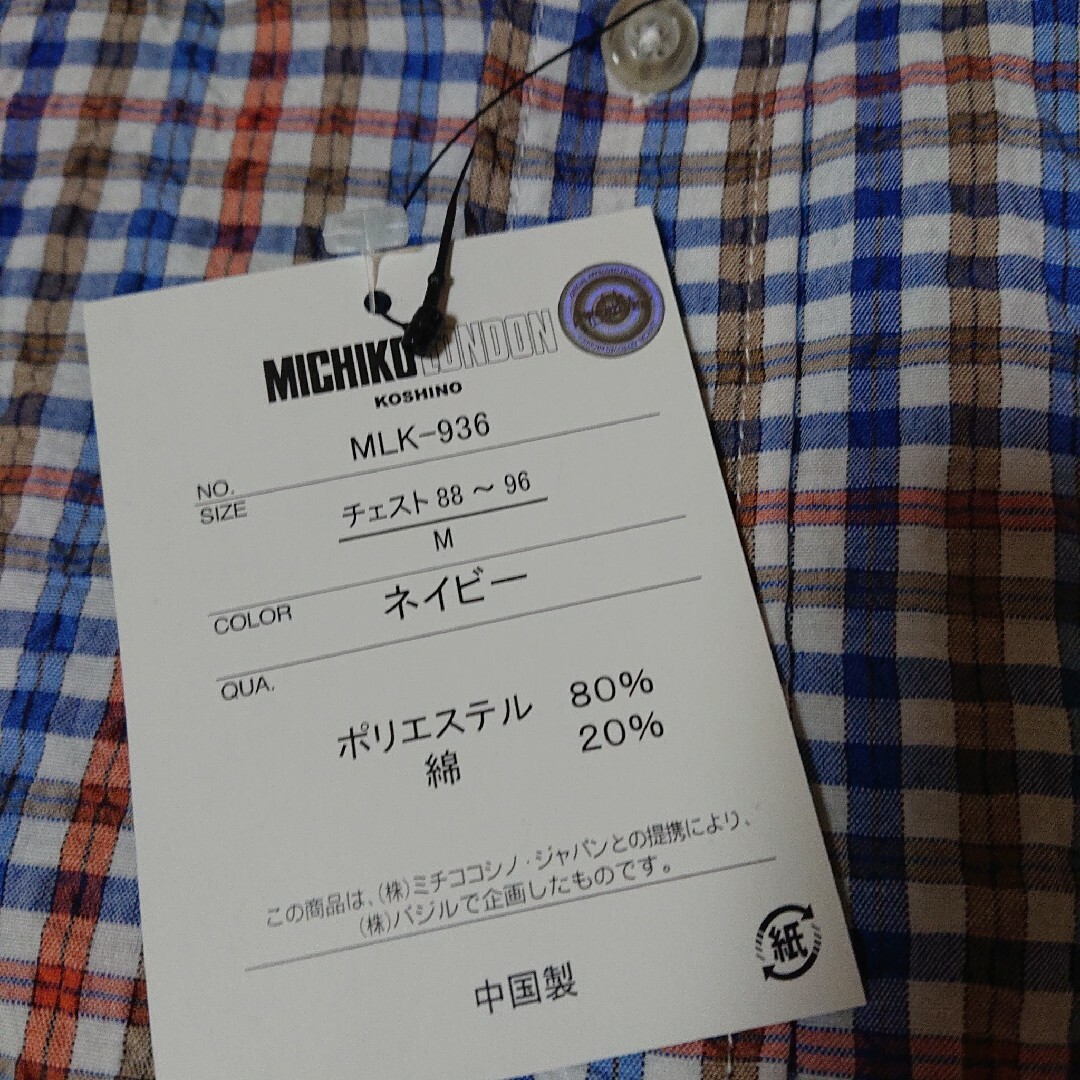 MICHIKO LONDON
KOSHINO
NO. MLK-936
SIZE チェスト 88 ～ 96
M
COLOR ネイビー
QUA.
ポリエステル 80%
綿 20%
この商品は、(株)ミチココシノ・ジャパンとの提携により、
(株)バジルで企画したものです。
中国製
紙